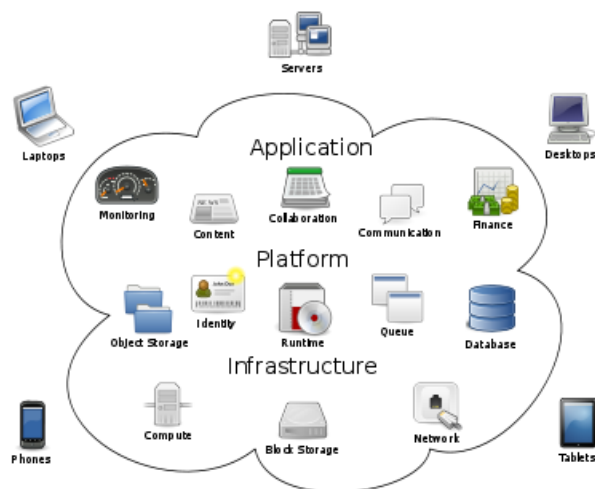 Servers
Laptops
Desktops
Application
Monitoring
Content
NEWS
Collaboration
Communication
Finance
Platform
Object Storage
Identity
Runtime
Queue
Database
Infrastructure
Compute
Block Storage
Network
Phones
Tablets